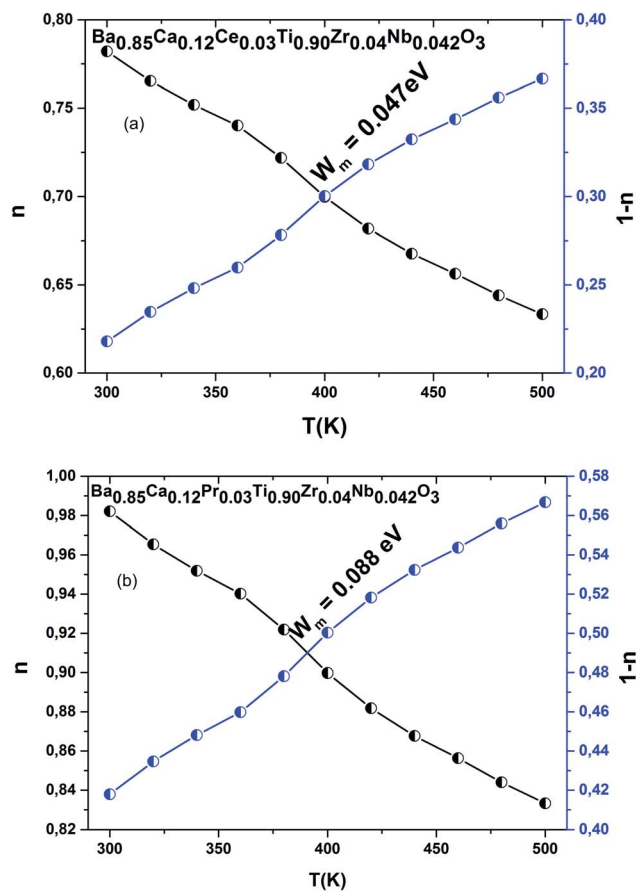 Ba0.85Ca0.12Ce0.03Ti0.90Zr0.04Nb0.042O3
(a)
Wm = 0.047eV
0,80
0,75
0,70
0,65
0,60
n
0,40
0,35
0,30
0,25
0,20
1-n
300 350 400 450 500
T(K)
Ba0.85Ca0.12Pr0.03Ti0.90Zr0.04Nb0.042O3
(b)
Wm = 0.088 eV
1,00
0,98
0,96
0,94
0,92
0,90
0,88
0,86
0,84
0,82
n
0,58
0,56
0,54
0,52
0,50
0,48
0,46
0,44
0,42
0,40
1-n
300 350 400 450 500
T(K)